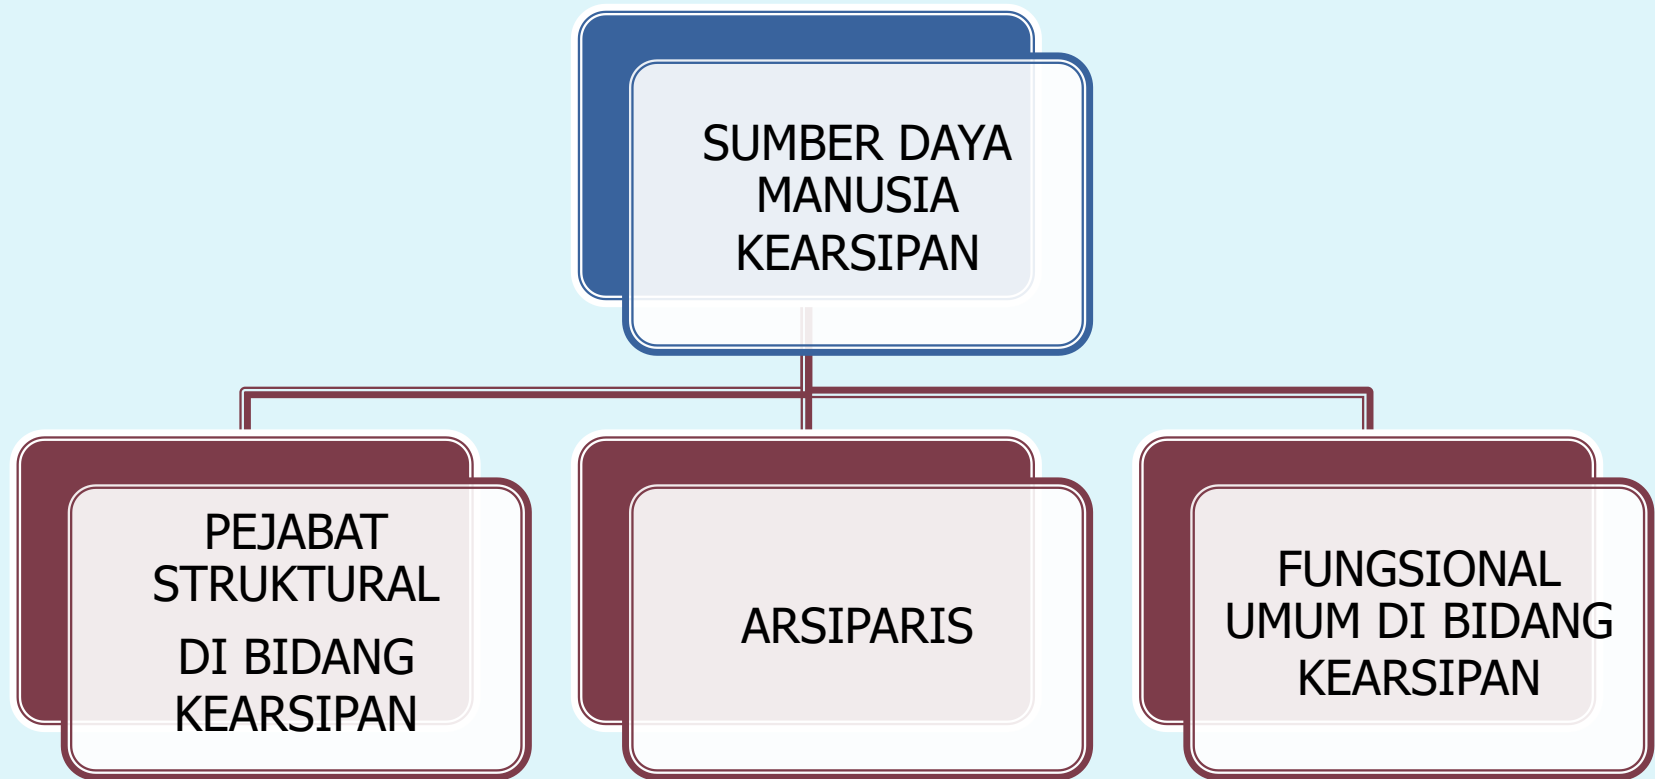 SUMBER DAYA
MANUSIA
KEARSIPAN
PEJABAT
STRUKTURAL
DI BIDANG
KEARSIPAN
ARSIPARIS
FUNGSIONAL
UMUM DI BIDANG
KEARSIPAN